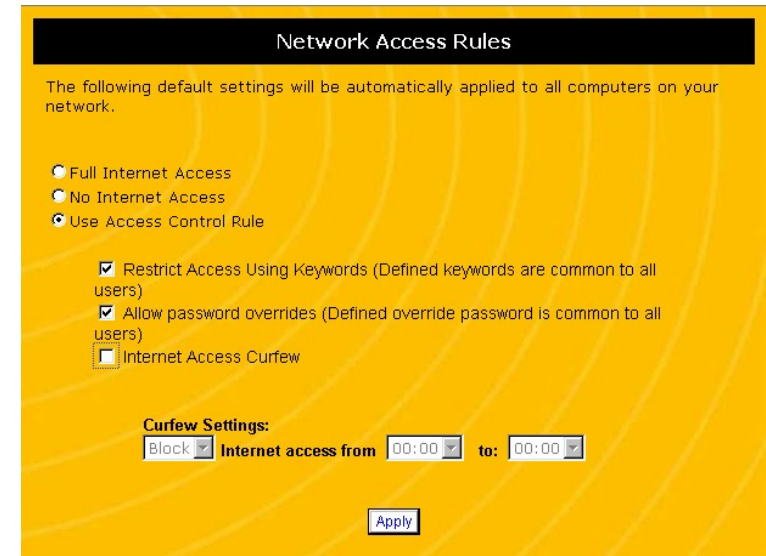 Network Access Rules
The following default settings will be automatically applied to all computers on your
network.
Full Internet Access
No Internet Access
Use Access Control Rule
Restrict Access Using Keywords (Defined keywords are common to all
users)
Allow password overrides (Defined override password is common to all
users)
Internet Access Curfew
Curfew Settings:
Block Internet access from 00:00 to: 00:00
Apply